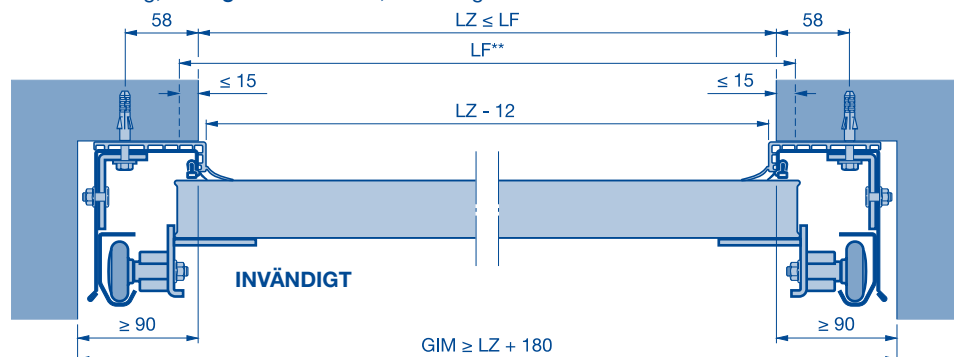 58 LZ ≤ LF 58
LF**
≤ 15 ≤ 15
LZ - 12
INVÄNDIGT
≥ 90 ≥ 90
GIM ≥ LZ + 180